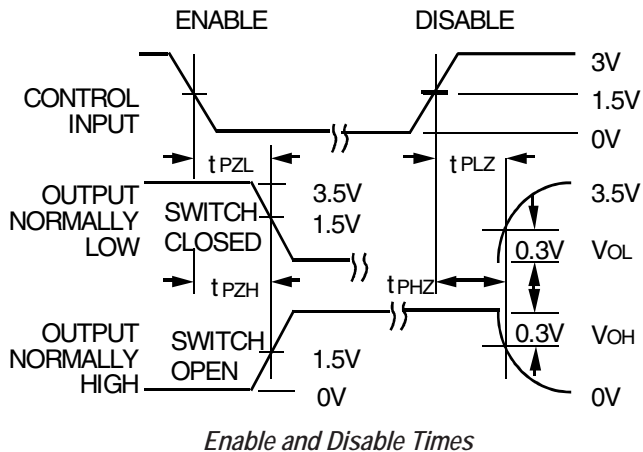 ENABLE
DISABLE
CONTROL
INPUT
3V
1.5V
0V
tPZL
tPLZ
OUTPUT
NORMALLY
LOW
SWITCH
CLOSED
3.5V
1.5V
3.5V
0.3V
VOL
tPZH
tPHZ
OUTPUT
NORMALLY
HIGH
SWITCH
OPEN
1.5V
0V
0.3V
VOH
0V
Enable and Disable Times